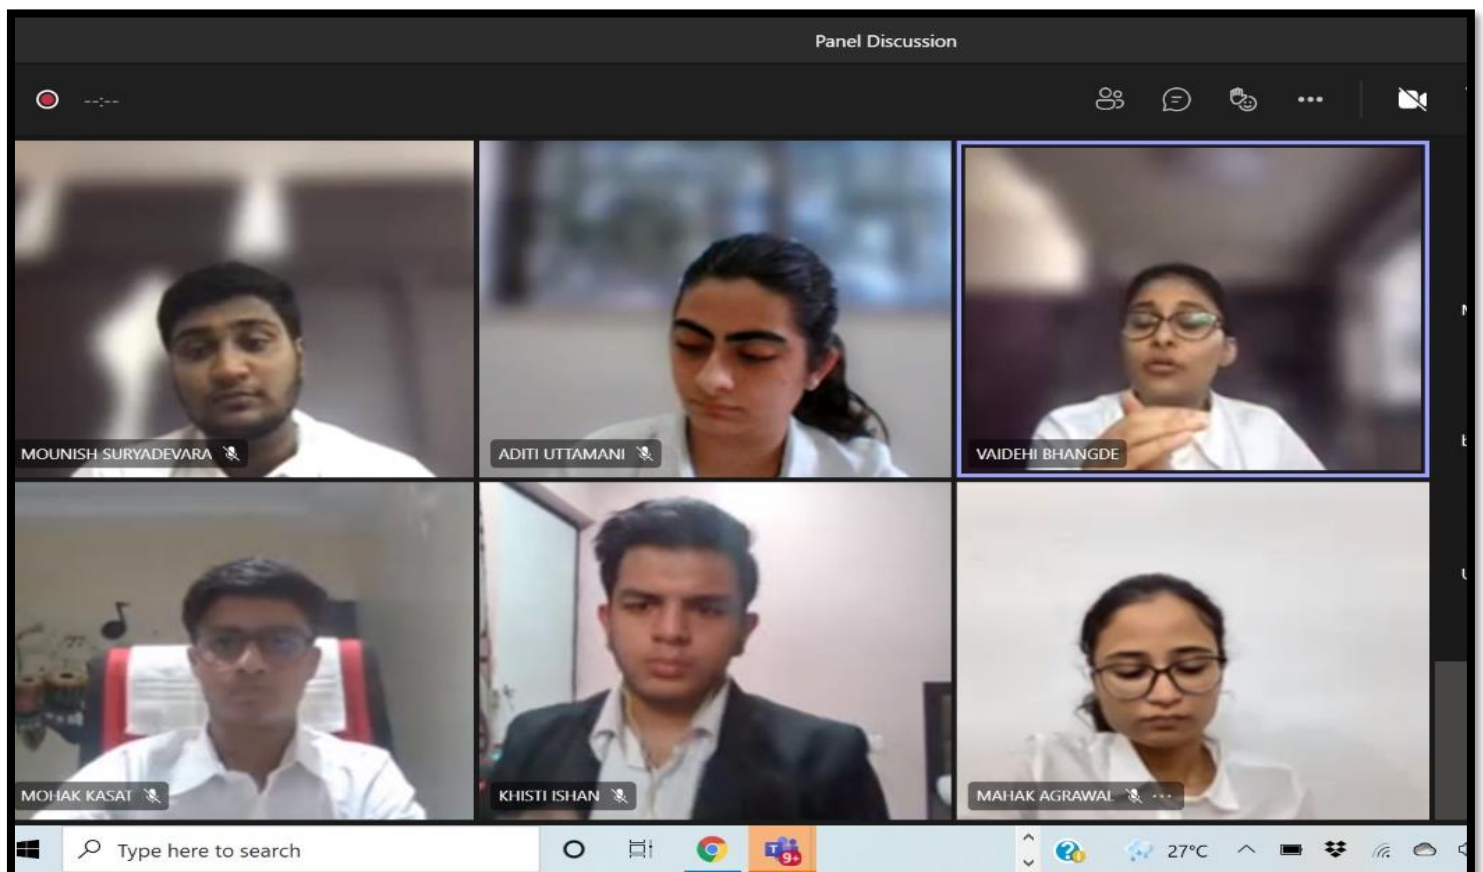 Panel Discussion
--:--
MOUNISH SURYADEVARA
ADITI UTTAMANI
VAIDEHI BHANGDE
MOHAK KASAT
KHISTI ISHAN
MAHAK AGRAWAL
Type here to search
9+
27°C